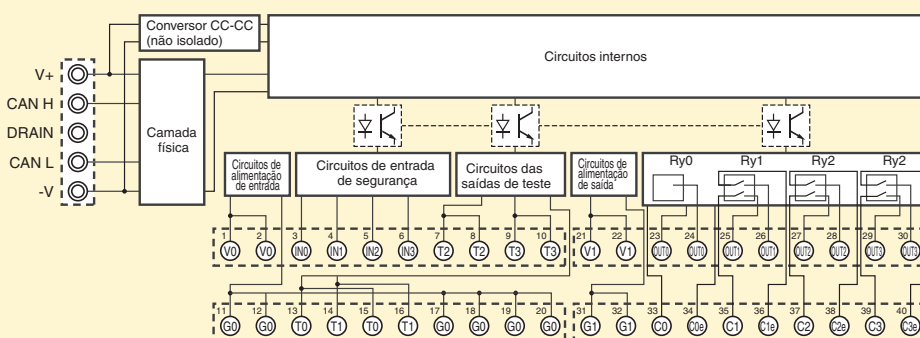 Conversor CC-CC
(não isolado)
Circuitos internos
V+
CAN H
DRAIN
CAN L
-V
Camada
física
Circuitos de
alimentação
de entrada
Circuitos de entrada
de segurança
Circuitos das
saídas de teste
Circuitos de
alimentação
de saída
Ry0
Ry1
Ry2
Ry2
1 2 3 4 5 6 7 8 9 10 21 22 23 24 25 26 27 28 29 30
V0 V0 IN0 IN1 IN2 IN3 T2 T2 T3 T3 V1 V1 OUT0 OUT0 OUT1 OUT1 OUT2 OUT2 OUT3 OUT3
11 12 13 14 15 16 17 18 19 20 31 32 33 34 35 36 37 38 39 40
G0 G0 T0 T1 T0 T1 G0 G0 G0 G0 G1 G1 C0 C0e C1 C1e C2 C2e C3 C3e